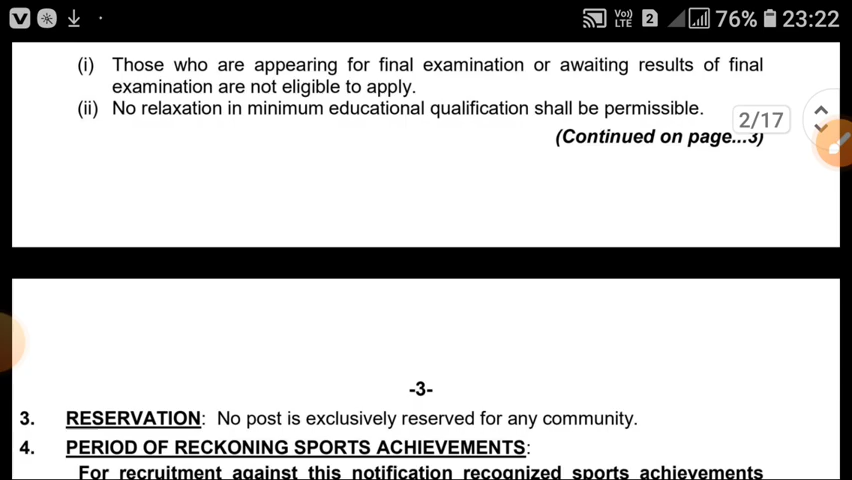 Vo))
LTE 2 76% 23:22
(i) Those who are appearing for final examination or awaiting results of final
examination are not eligible to apply.
(ii) No relaxation in minimum educational qualification shall be permissible.
2/17
(Continued on page...3)
-3-
3. RESERVATION: No post is exclusively reserved for any community.
4. PERIOD OF RECKONING SPORTS ACHIEVEMENTS:
For recruitment against this notification recognized sports achievements